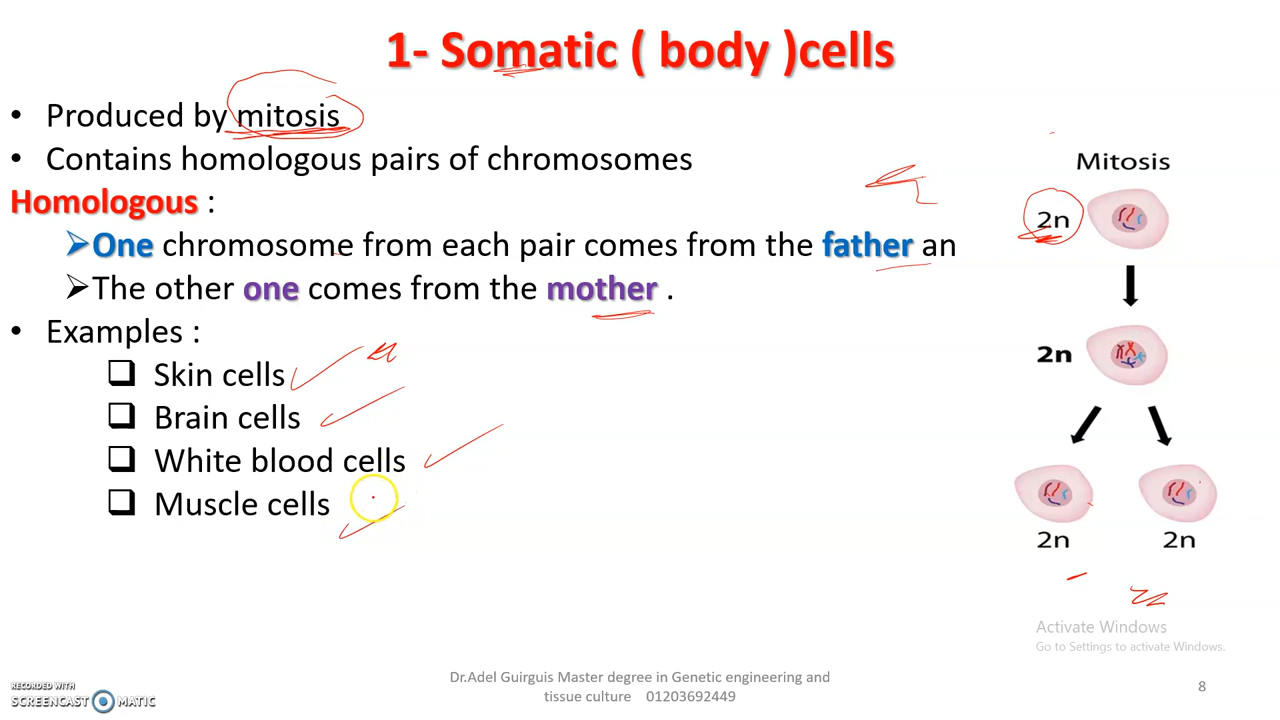 1- Somatic ( body )cells
• Produced by mitosis
• Contains homologous pairs of chromosomes
Homologous :
➢One chromosome from each pair comes from the father an
➢The other one comes from the mother .
• Examples :
❑ Skin cells
❑ Brain cells
❑ White blood cells
❑ Muscle cells
Mitosis
2n
2n
2n 2n
Activate Windows
Go to Settings to activate Windows.
Dr.Adel Guirguis Master degree in Genetic engineering and
tissue culture 01203692449
8
RECORDED WITH
SCREENCAST MATIC